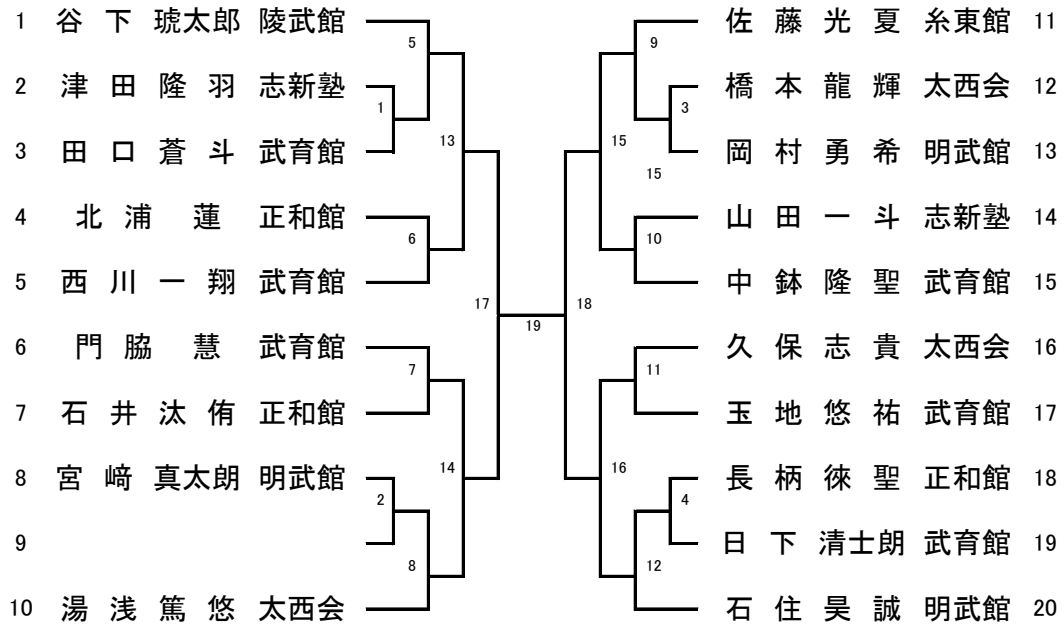 1 谷 下 琥太郎 陵武館
2 津 田 隆 羽 志新塾
3 田 口 蒼 斗 武育館
4 北 浦 蓮 正和館
5 西 川 一 翔 武育館
6 門 脇 慧 武育館
7 石 井 汰 侑 正和館
8 宮 﨑 真太朗 明武館
9
10 湯 浅 篤 悠 太西会
5
1
13
6
17
7
14
2
8
19
佐 藤 光 夏 糸東館 11
橋 本 龍 輝 太西会 12
岡 村 勇 希 明武館 13
山 田 一 斗 志新塾 14
中 鉢 隆 聖 武育館 15
久 保 志 貴 太西会 16
玉 地 悠 祐 武育館 17
長 柄 徠 聖 正和館 18
日 下 清士朗 武育館 19
石 住 昊 誠 明武館 20
9
3
15
15
10
18
11
16
4
12